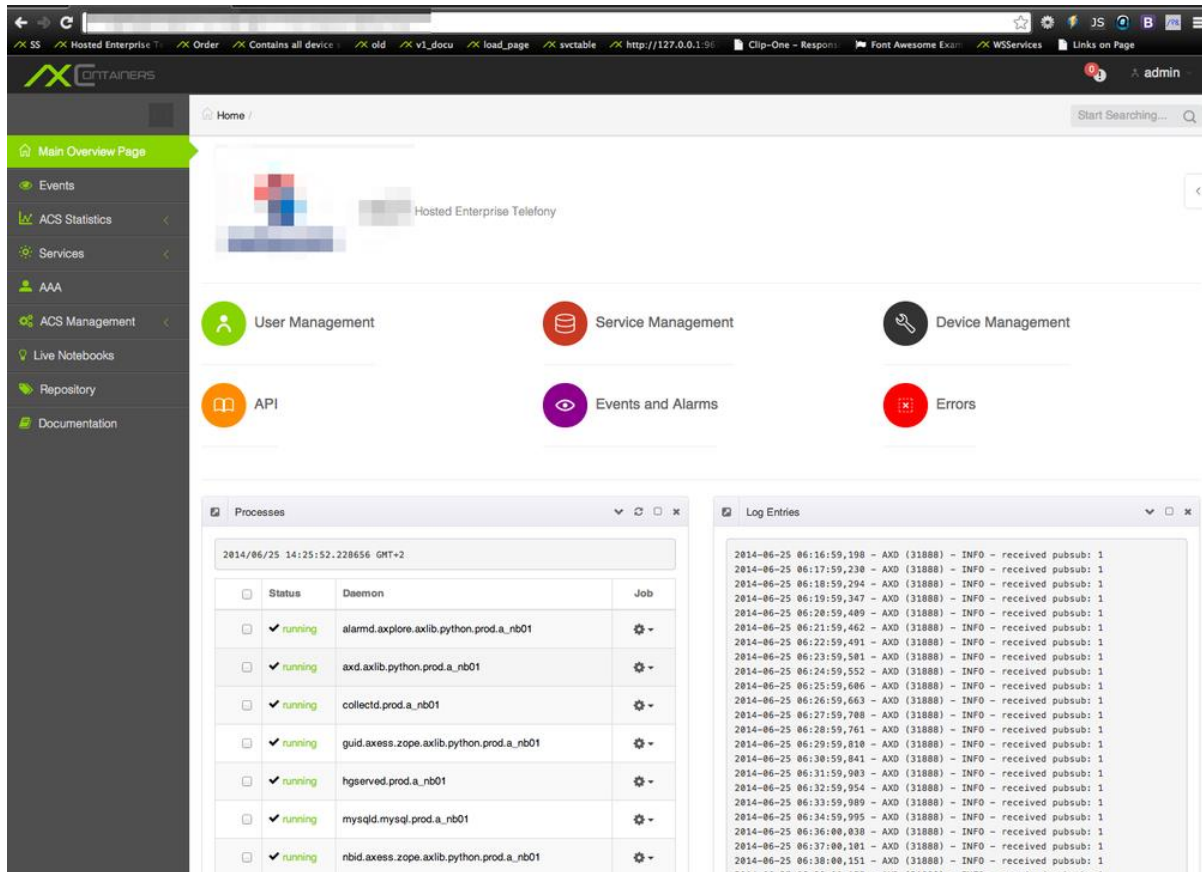 JS B
SS Hosted Enterprise T Order Contains all device old v1_docu load_page svctable http://127.0.0.1:96 Clip-One – Respons Font Awesome Exam WSServices Links on Page
AX CONTAINERS 0 admin
Home / Start Searching...
Main Overview Page
Events
ACS Statistics
Services
AAA
ACS Management
Live Notebooks
Repository
Documentation
Hosted Enterprise Telefony
User Management Service Management Device Management
API Events and Alarms Errors
Processes
2014/06/25 14:25:52.228656 GMT+2
Status Daemon Job
running alarmd.axplore.axlib.python.prod.a_nb01
running axd.axlib.python.prod.a_nb01
running collectd.prod.a_nb01
running guid.axess.zope.axlib.python.prod.a_nb01
running hgserved.prod.a_nb01
running mysqld.mysql.prod.a_nb01
running nbid.axess.zope.axlib.python.prod.a_nb01
Log Entries
2014-06-25 06:16:59,198 - AXD (31888) - INFO - received pubsub: 1
2014-06-25 06:17:59,230 - AXD (31888) - INFO - received pubsub: 1
2014-06-25 06:18:59,294 - AXD (31888) - INFO - received pubsub: 1
2014-06-25 06:19:59,347 - AXD (31888) - INFO - received pubsub: 1
2014-06-25 06:20:59,409 - AXD (31888) - INFO - received pubsub: 1
2014-06-25 06:21:59,462 - AXD (31888) - INFO - received pubsub: 1
2014-06-25 06:22:59,491 - AXD (31888) - INFO - received pubsub: 1
2014-06-25 06:23:59,501 - AXD (31888) - INFO - received pubsub: 1
2014-06-25 06:24:59,552 - AXD (31888) - INFO - received pubsub: 1
2014-06-25 06:25:59,606 - AXD (31888) - INFO - received pubsub: 1
2014-06-25 06:26:59,663 - AXD (31888) - INFO - received pubsub: 1
2014-06-25 06:27:59,708 - AXD (31888) - INFO - received pubsub: 1
2014-06-25 06:28:59,761 - AXD (31888) - INFO - received pubsub: 1
2014-06-25 06:29:59,810 - AXD (31888) - INFO - received pubsub: 1
2014-06-25 06:30:59,841 - AXD (31888) - INFO - received pubsub: 1
2014-06-25 06:31:59,903 - AXD (31888) - INFO - received pubsub: 1
2014-06-25 06:32:59,954 - AXD (31888) - INFO - received pubsub: 1
2014-06-25 06:33:59,989 - AXD (31888) - INFO - received pubsub: 1
2014-06-25 06:34:59,995 - AXD (31888) - INFO - received pubsub: 1
2014-06-25 06:36:00,038 - AXD (31888) - INFO - received pubsub: 1
2014-06-25 06:37:00,101 - AXD (31888) - INFO - received pubsub: 1
2014-06-25 06:38:00,151 - AXD (31888) - INFO - received pubsub: 1